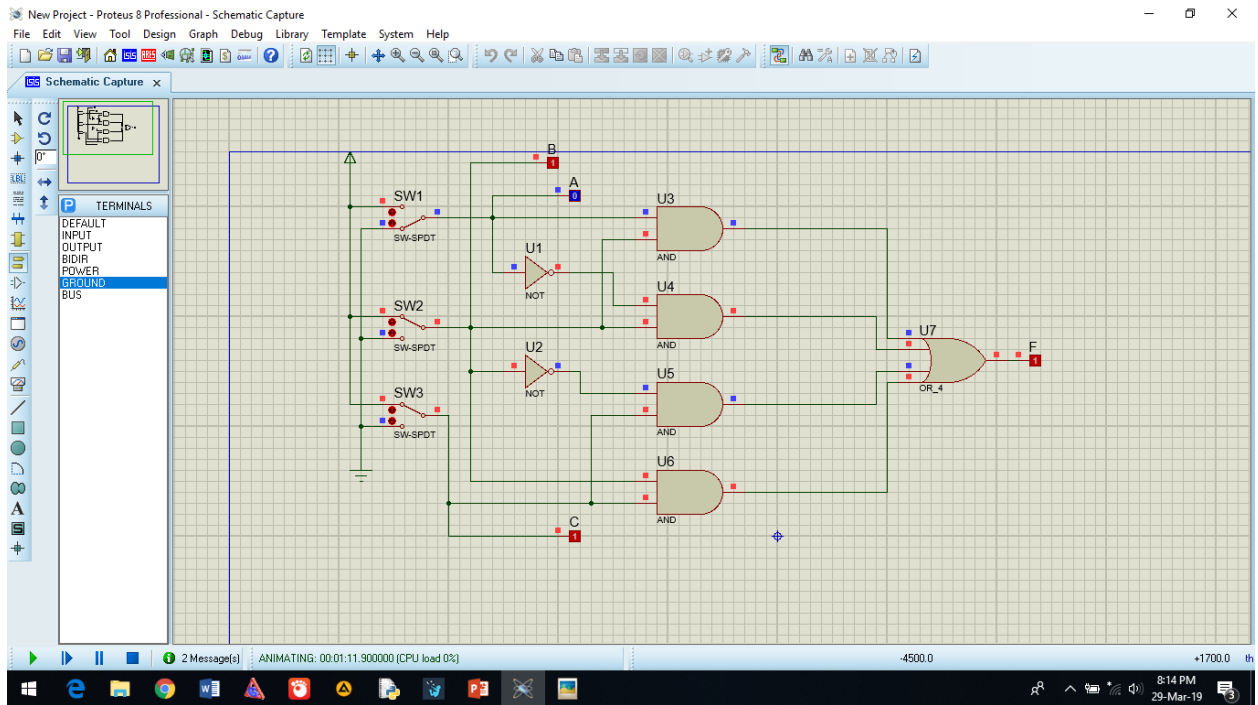 New Project - Proteus 8 Professional - Schematic Capture
File Edit View Tool Design Graph Debug Library Template System Help
Schematic Capture
0°
LBL
P TERMINALS
DEFAULT
INPUT
OUTPUT
BIDIR
POWER
GROUND
BUS
B
1
A
0
SW1
SW-SPDT
U3
AND
U1
NOT
U4
AND
SW2
SW-SPDT
U7
OR_4
F
1
U2
NOT
U5
AND
SW3
SW-SPDT
U6
AND
C
1
2 Message(s) ANIMATING: 00:01:11.900000 (CPU load 0%) -4500.0 +1700.0 th
8:14 PM
29-Mar-19
3